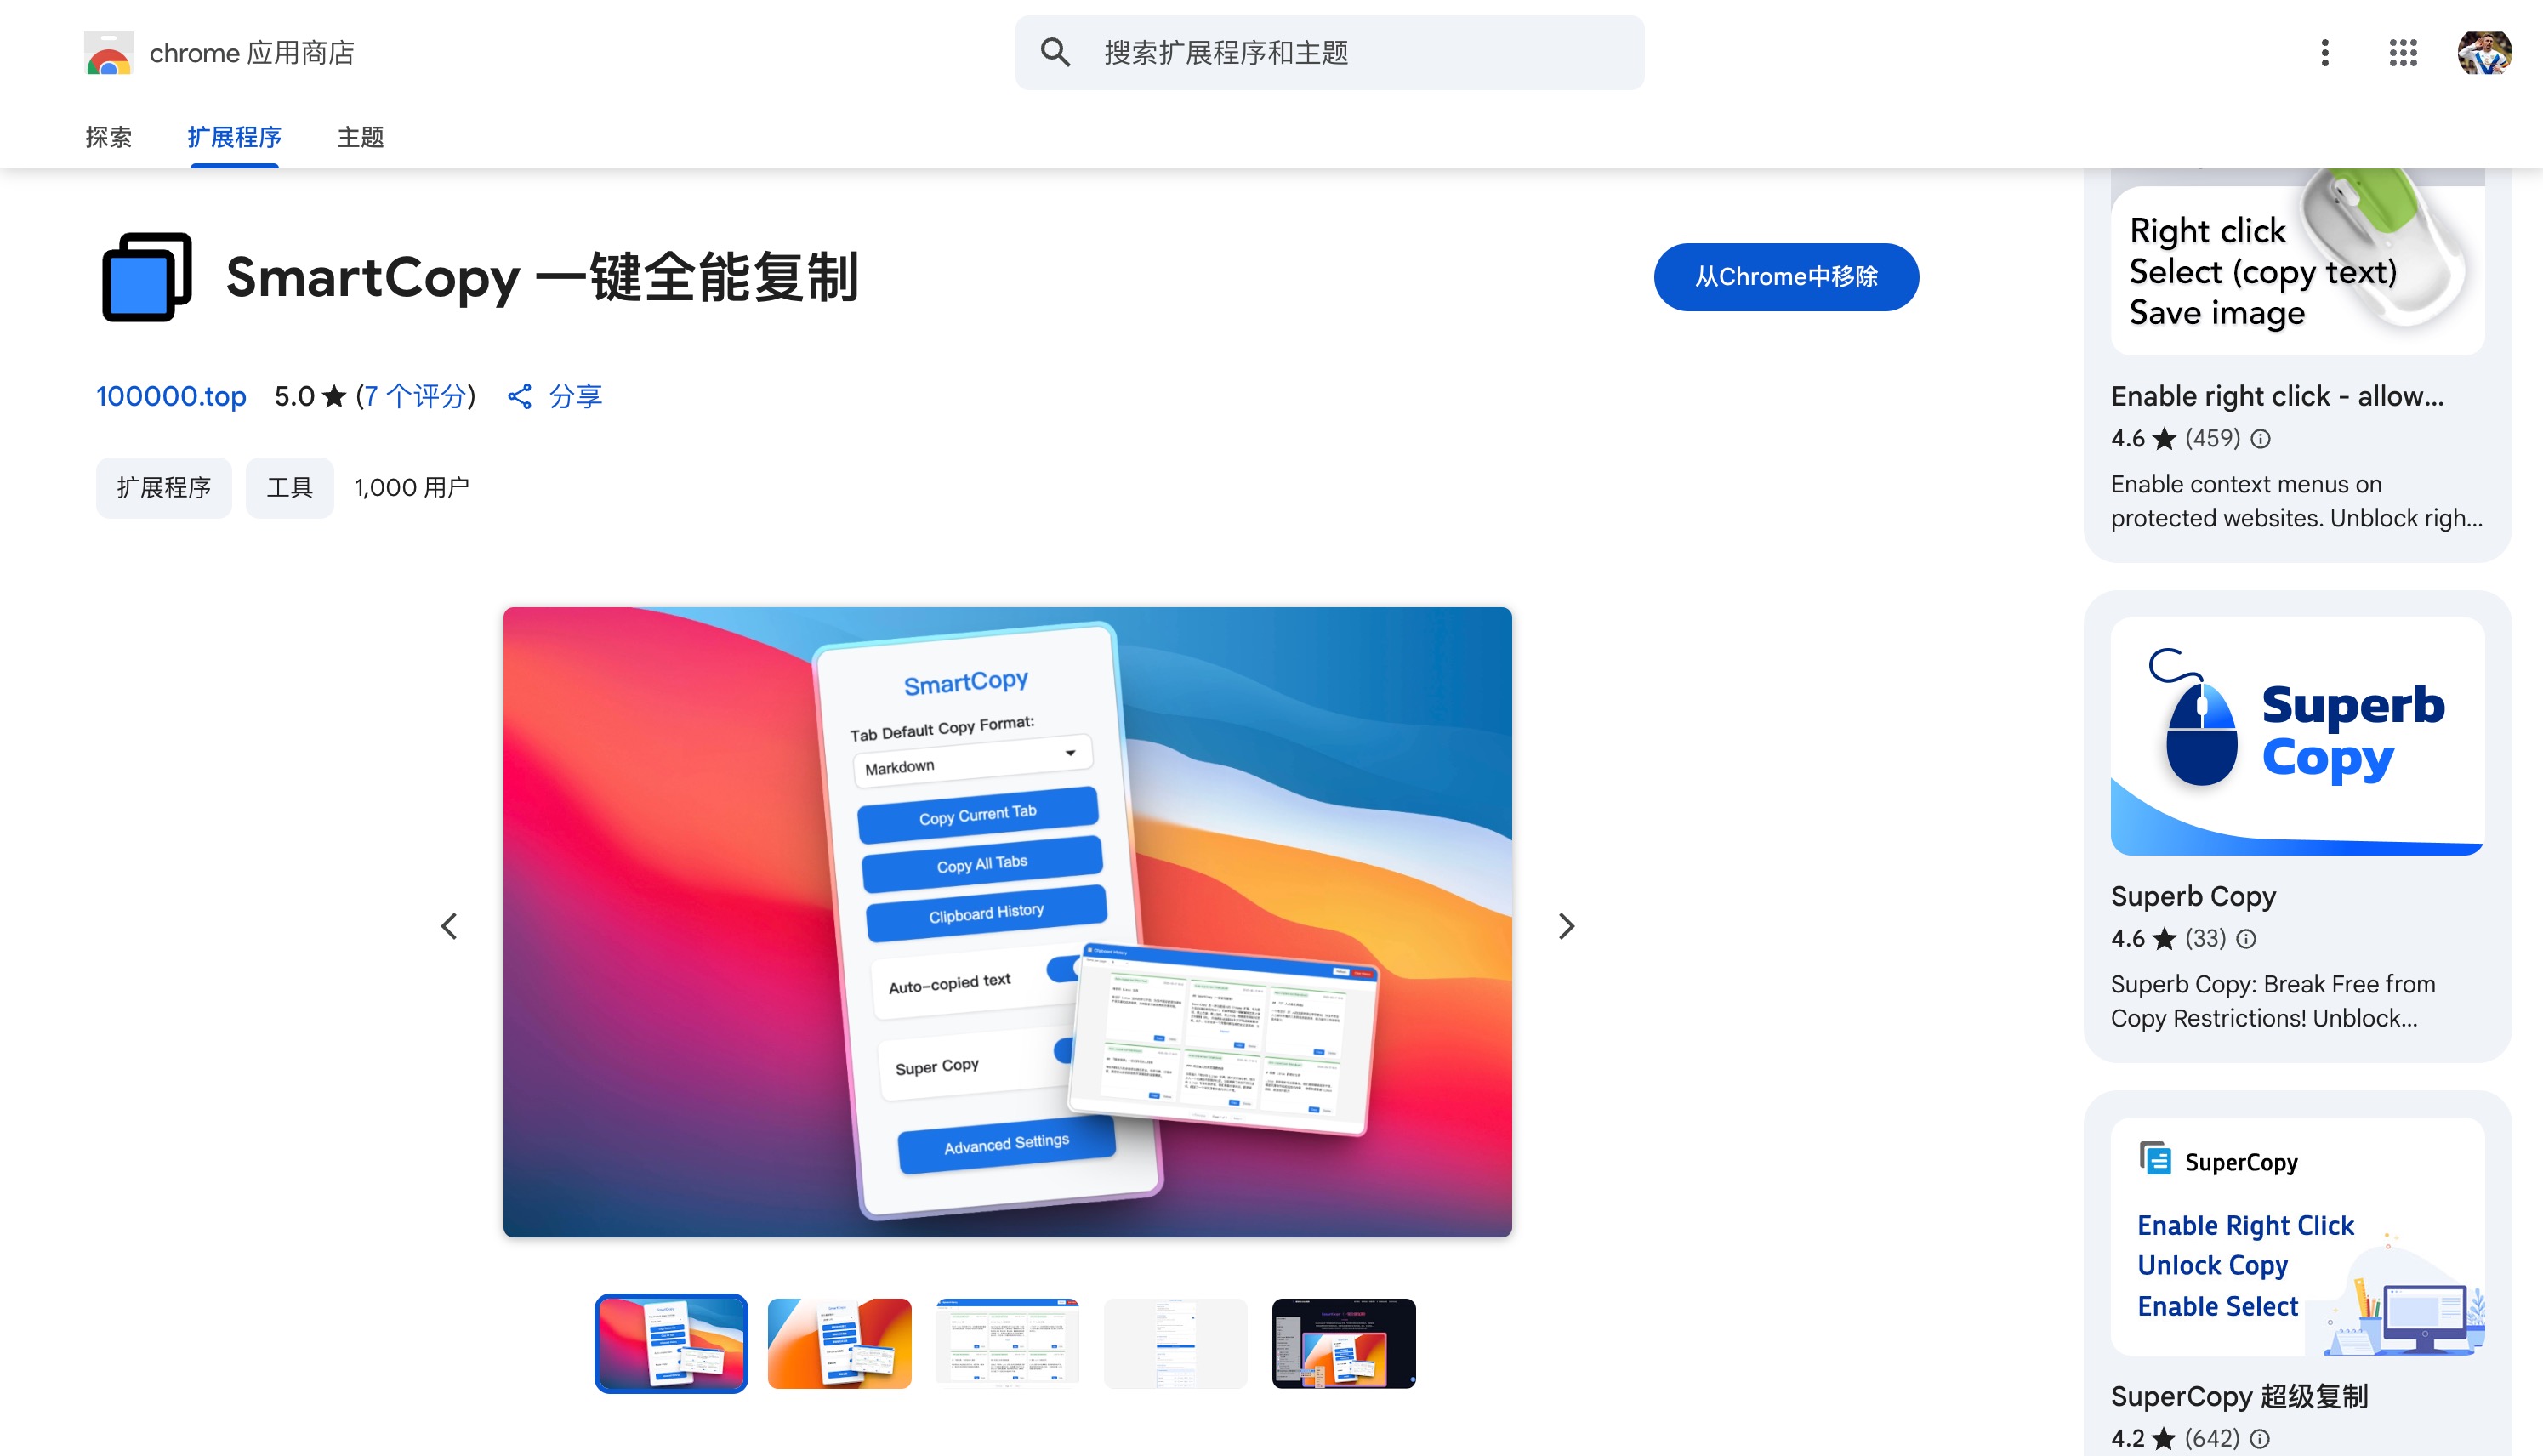 chrome 应用商店
搜索扩展程序和主题
探索
扩展程序
主题
SmartCopy 一键全能复制
从Chrome中移除
100000.top
5.0 ★ (7 个评分)
分享
扩展程序
工具
1,000 用户
SmartCopy
Tab Default Copy Format:
Markdown
Copy Current Tab
Copy All Tabs
Clipboard History
Auto-copied text
Super Copy
Advanced Settings
Right click
Select (copy text)
Save image
Enable right click - allow...
4.6 ★ (459)
Enable context menus on
protected websites. Unblock righ...
Superb
Copy
Superb Copy
4.6 ★ (33)
Superb Copy: Break Free from
Copy Restrictions! Unblock...
SuperCopy
Enable Right Click
Unlock Copy
Enable Select
SuperCopy 超级复制
4.2 ★ (642)